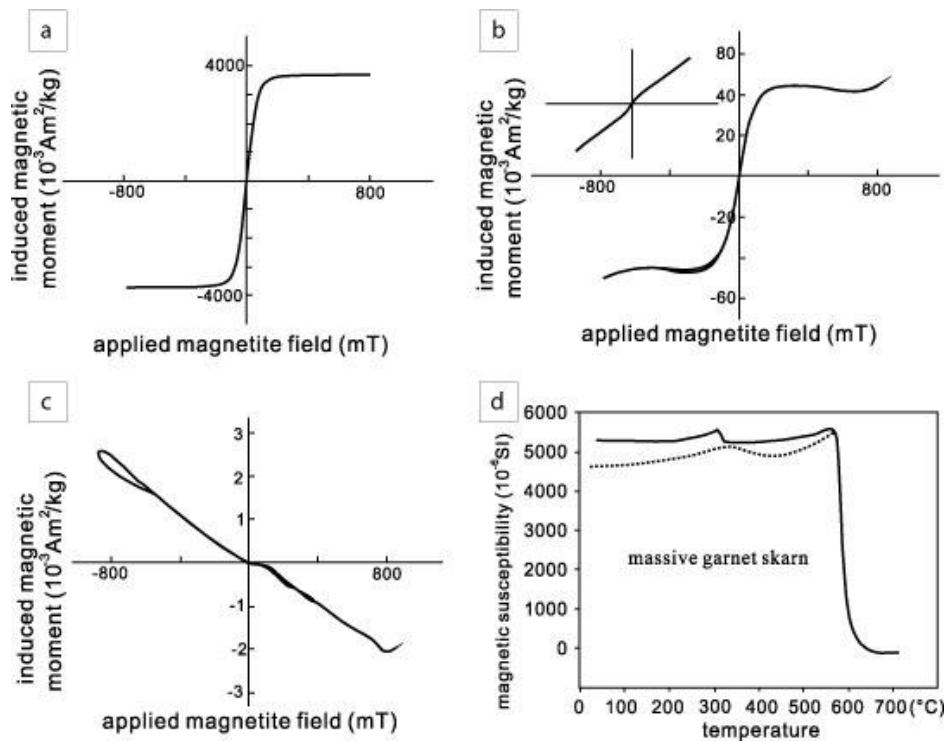 a
4000
-800
800
-4000
induced magnetic
moment (10⁻³Am²/kg)
applied magnetite field (mT)
b
80
40
20
-800
800
-20
-60
induced magnetic
moment (10⁻³Am²/kg)
applied magnetite field (mT)
c
3
2
1
-800
800
-1
-2
-3
induced magnetic
moment (10⁻³Am²/kg)
applied magnetite field (mT)
d
6000
5000
4000
3000
2000
1000
0
magnetic susceptibility (10⁻⁶SI)
massive garnet skarn
0 100 200 300 400 500 600 700 (°C)
temperature